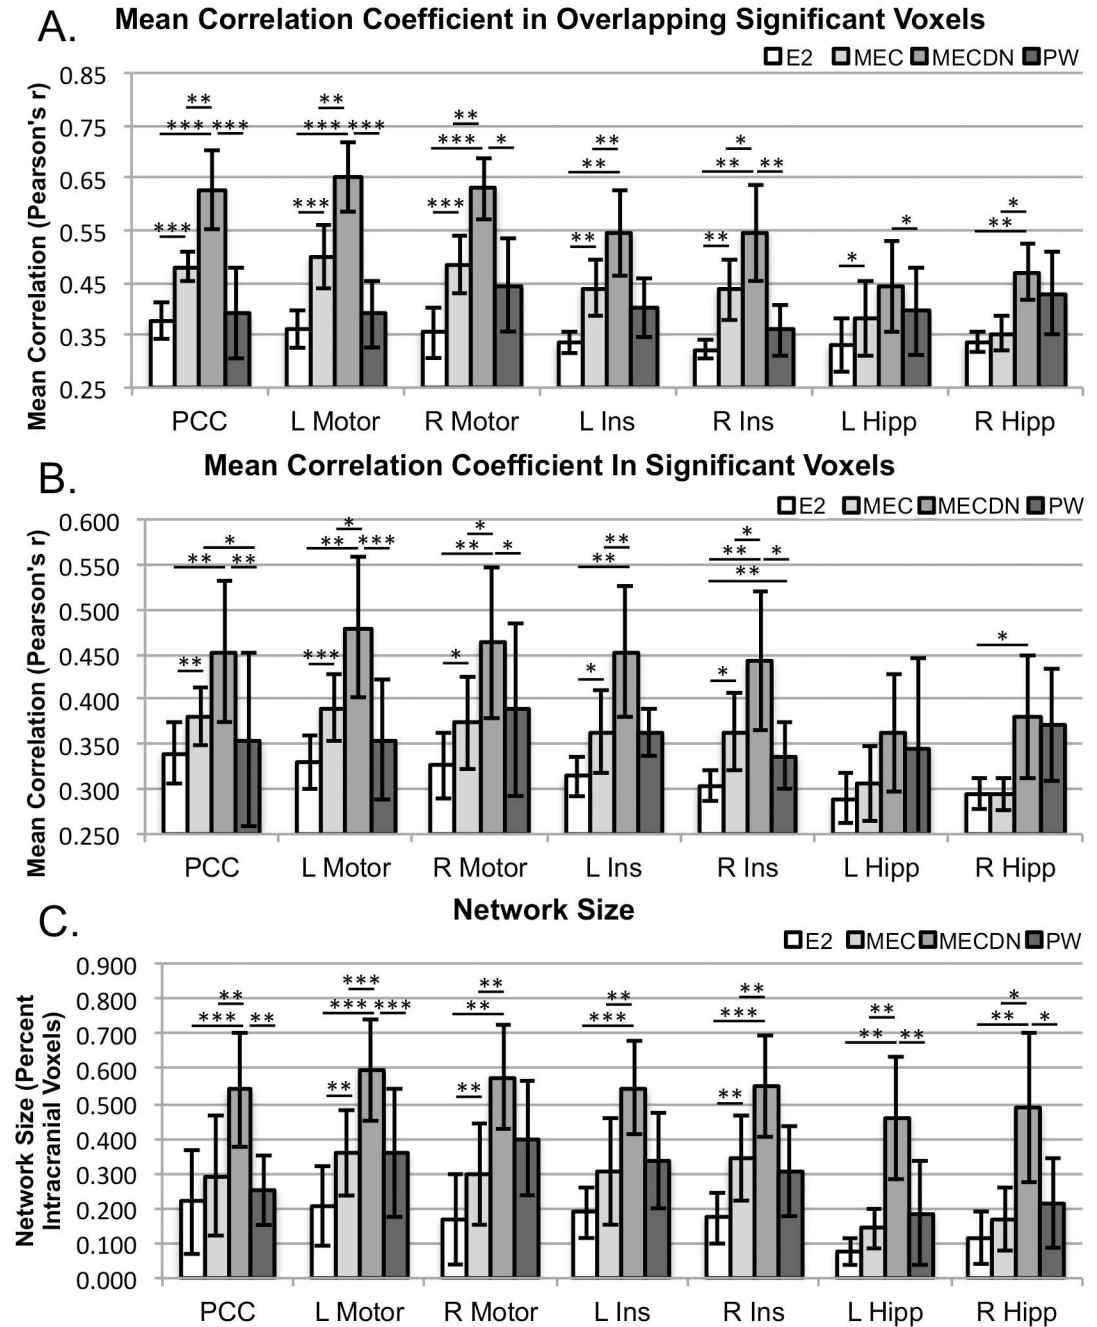 A. Mean Correlation Coefficient in Overlapping Significant Voxels
E2 MEC MECDN PW
Mean Correlation (Pearson's r)
0.85
0.75
0.65
0.55
0.45
0.35
0.25
** ** ** ** *
*** *** *** *** *** * ** ** ** * *
*** *** *** ** ** * **
PCC L Motor R Motor L Ins R Ins L Hipp R Hipp
B. Mean Correlation Coefficient In Significant Voxels
E2 MEC MECDN PW
Mean Correlation (Pearson's r)
0.600
0.550
0.500
0.450
0.400
0.350
0.300
0.250
* * * ** *
** ** ** *** ** * ** ** *
**
** *** * * * *
PCC L Motor R Motor L Ins R Ins L Hipp R Hipp
C. Network Size
E2 MEC MECDN PW
Network Size (Percent
Intracranial Voxels)
0.900
0.800
0.700
0.600
0.500
0.400
0.300
0.200
0.100
0.000
** *** ** ** ** ** *
*** ** *** *** ** *** *** ** ** ** *
** ** **
PCC L Motor R Motor L Ins R Ins L Hipp R Hipp